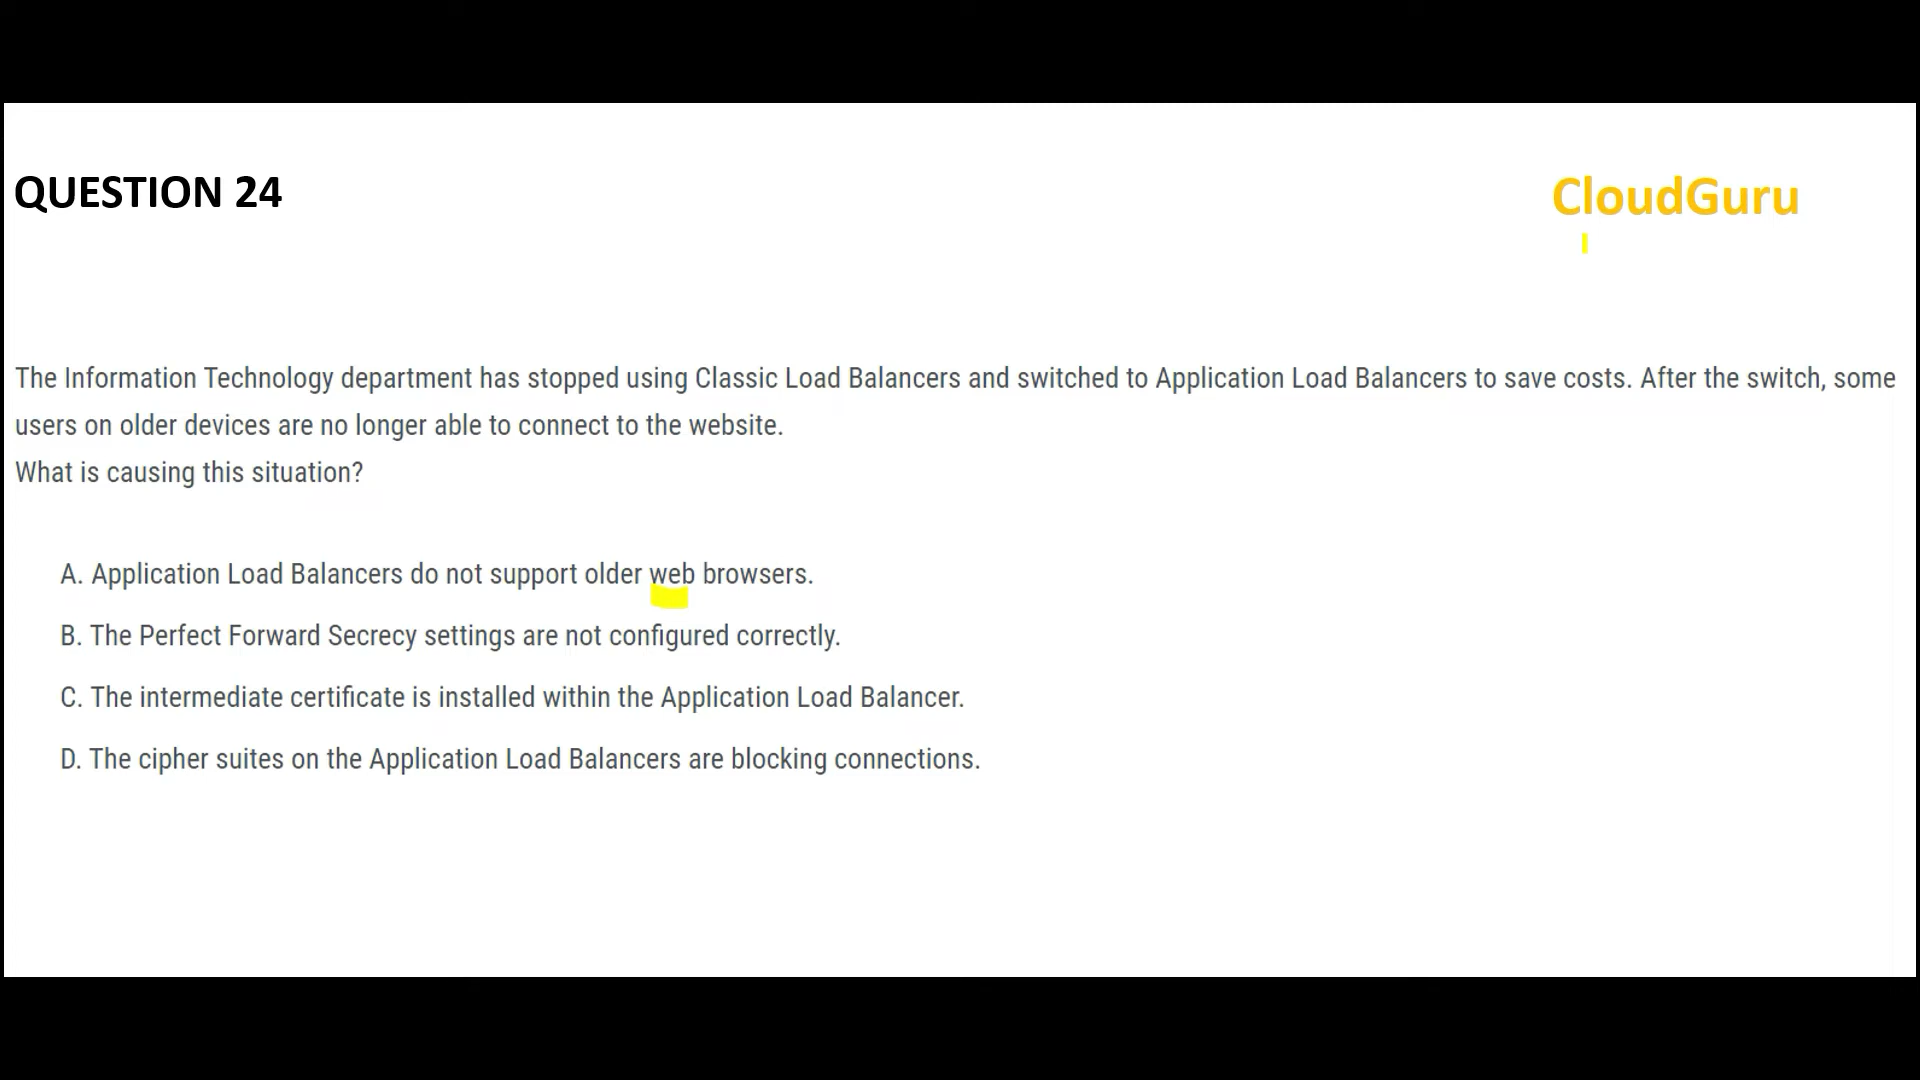 QUESTION 24
CloudGuru
The Information Technology department has stopped using Classic Load Balancers and switched to Application Load Balancers to save costs. After the switch, some
users on older devices are no longer able to connect to the website.
What is causing this situation?
A. Application Load Balancers do not support older web browsers.
B. The Perfect Forward Secrecy settings are not configured correctly.
C. The intermediate certificate is installed within the Application Load Balancer.
D. The cipher suites on the Application Load Balancers are blocking connections.